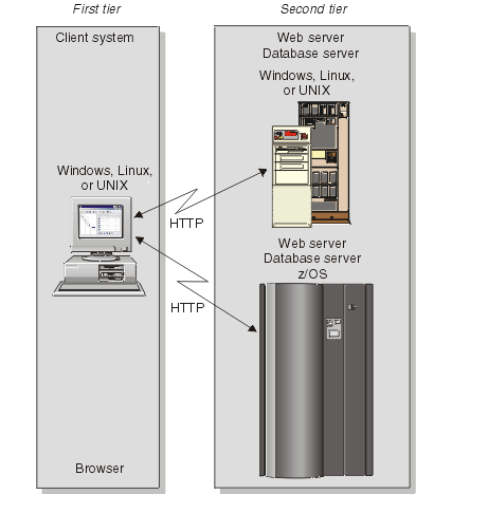 First tier
Second tier
Client system
Web server
Database server
Windows, Linux,
or UNIX
Windows, Linux,
or UNIX
HTTP
Web server
Database server
z/OS
HTTP
Browser